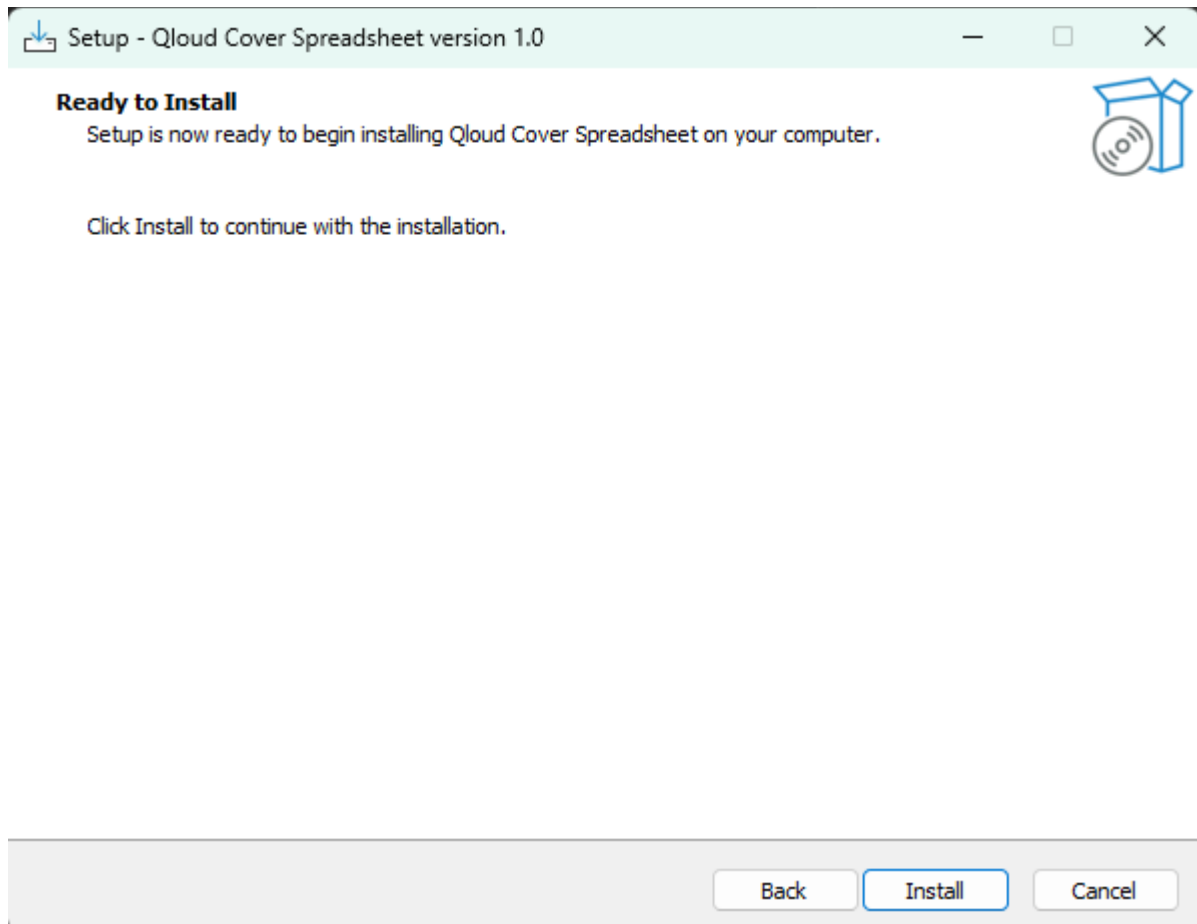 Setup - Qloud Cover Spreadsheet version 1.0
Ready to Install
Setup is now ready to begin installing Qloud Cover Spreadsheet on your computer.
Click Install to continue with the installation.
Back Install Cancel